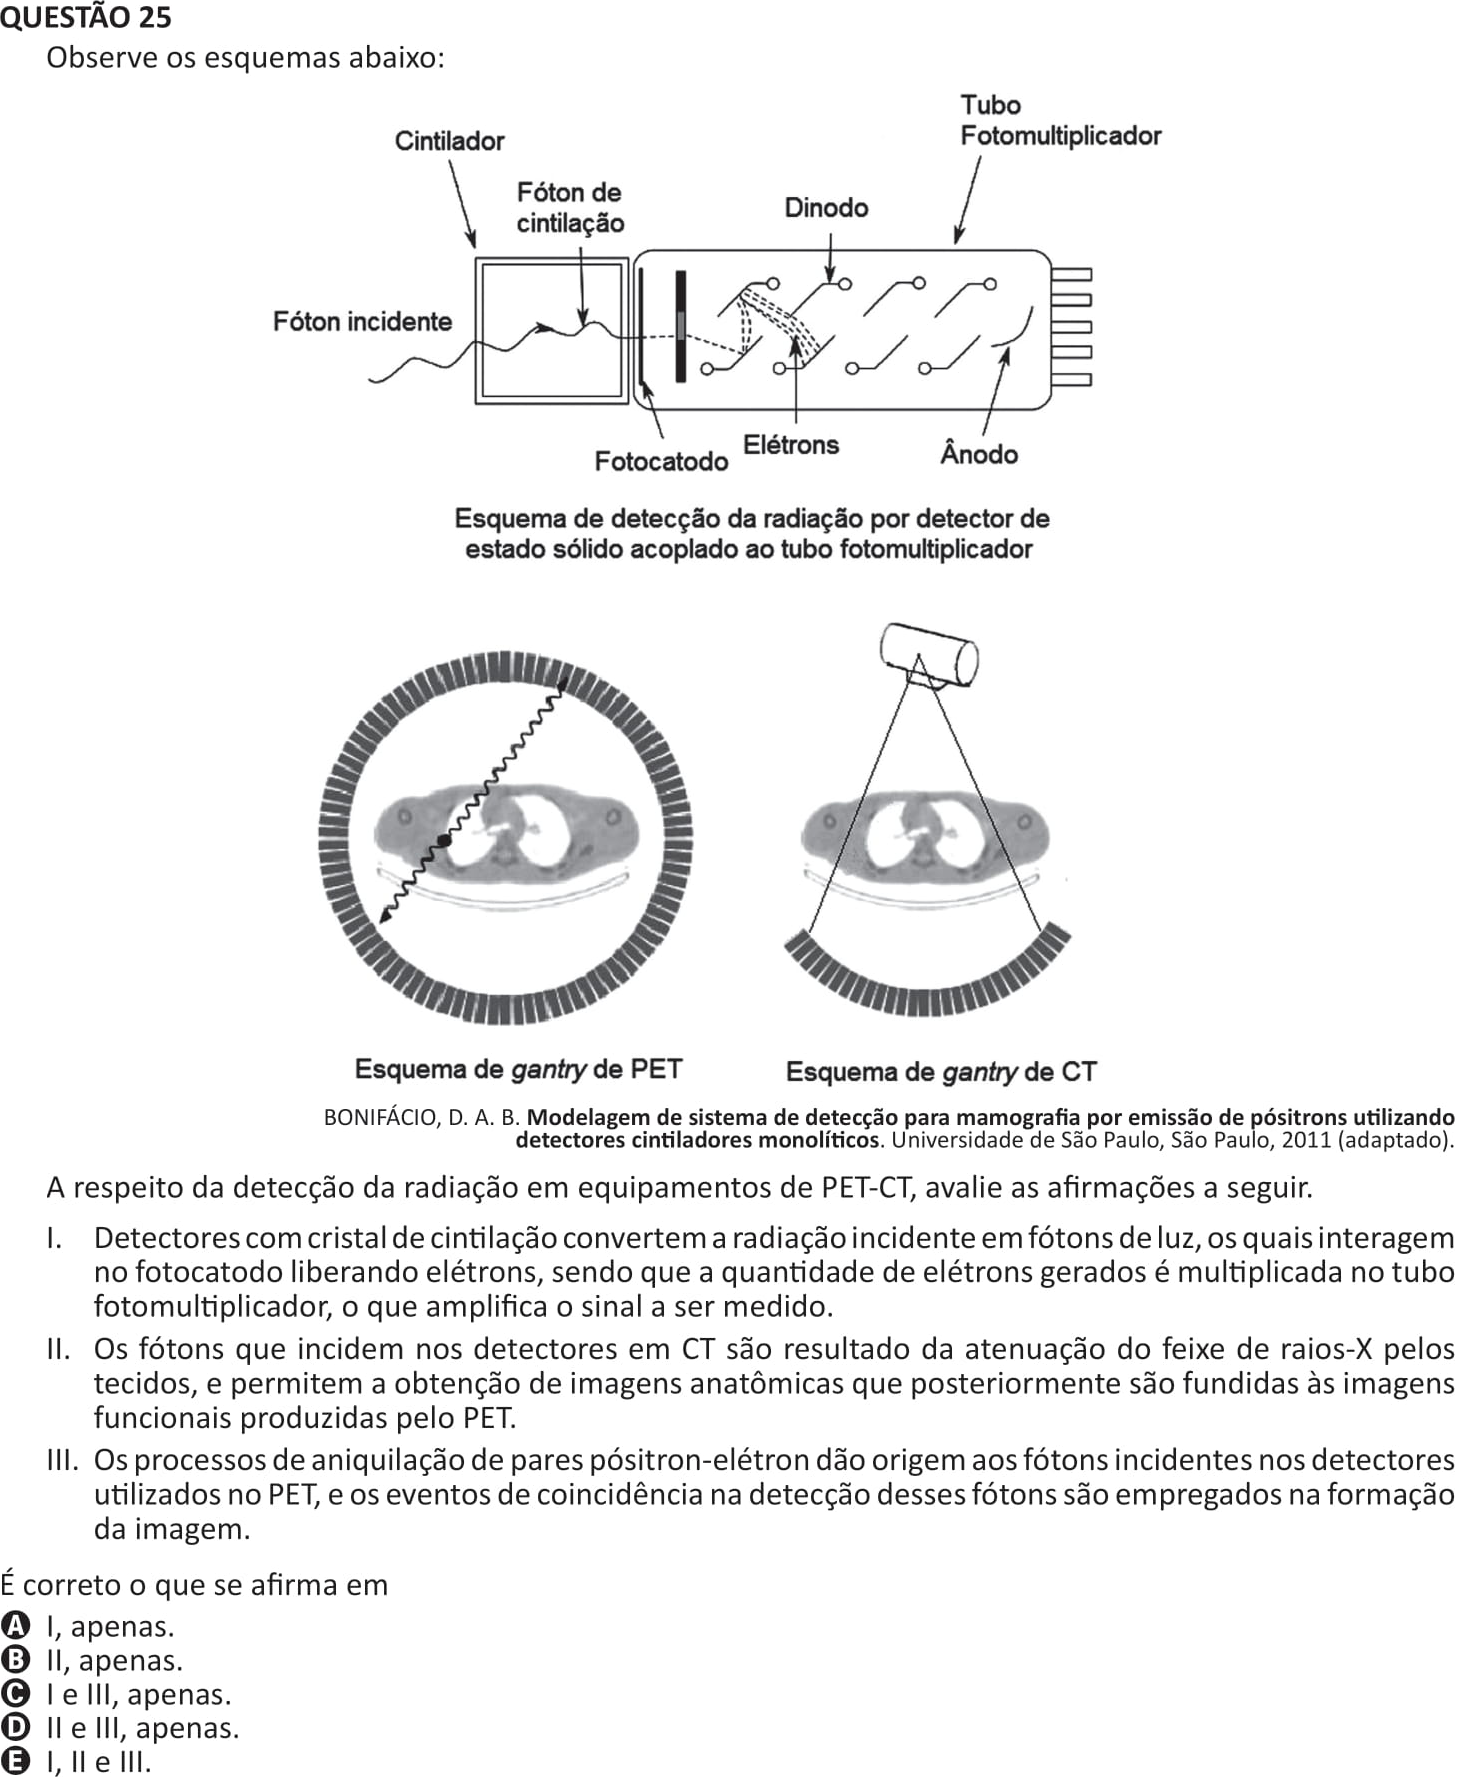 QUESTÃO 25
Observe os esquemas abaixo:
Tubo
Fotomultiplicador
Cintilador
Fóton de
cintilação
Dinodo
Fóton incidente
Elétrons
Ânodo
Fotocatodo
Esquema de detecção da radiação por detector de
estado sólido acoplado ao tubo fotomultiplicador
Esquema de gantry de PET
Esquema de gantry de CT
BONIFÁCIO, D. A. B. Modelagem de sistema de detecção para mamografia por emissão de pósitrons utilizando
detectores cintiladores monolíticos. Universidade de São Paulo, São Paulo, 2011 (adaptado).
A respeito da detecção da radiação em equipamentos de PET-CT, avalie as afirmações a seguir.
I. Detectores com cristal de cintilação convertem a radiação incidente em fótons de luz, os quais interagem
no fotocatodo liberando elétrons, sendo que a quantidade de elétrons gerados é multiplicada no tubo
fotomultiplicador, o que amplifica o sinal a ser medido.
II. Os fótons que incidem nos detectores em CT são resultado da atenuação do feixe de raios-X pelos
tecidos, e permitem a obtenção de imagens anatômicas que posteriormente são fundidas às imagens
funcionais produzidas pelo PET.
III. Os processos de aniquilação de pares pósitron-elétron dão origem aos fótons incidentes nos detectores
utilizados no PET, e os eventos de coincidência na detecção desses fótons são empregados na formação
da imagem.
É correto o que se afirma em
A I, apenas.
B II, apenas.
C I e III, apenas.
D II e III, apenas.
E I, II e III.